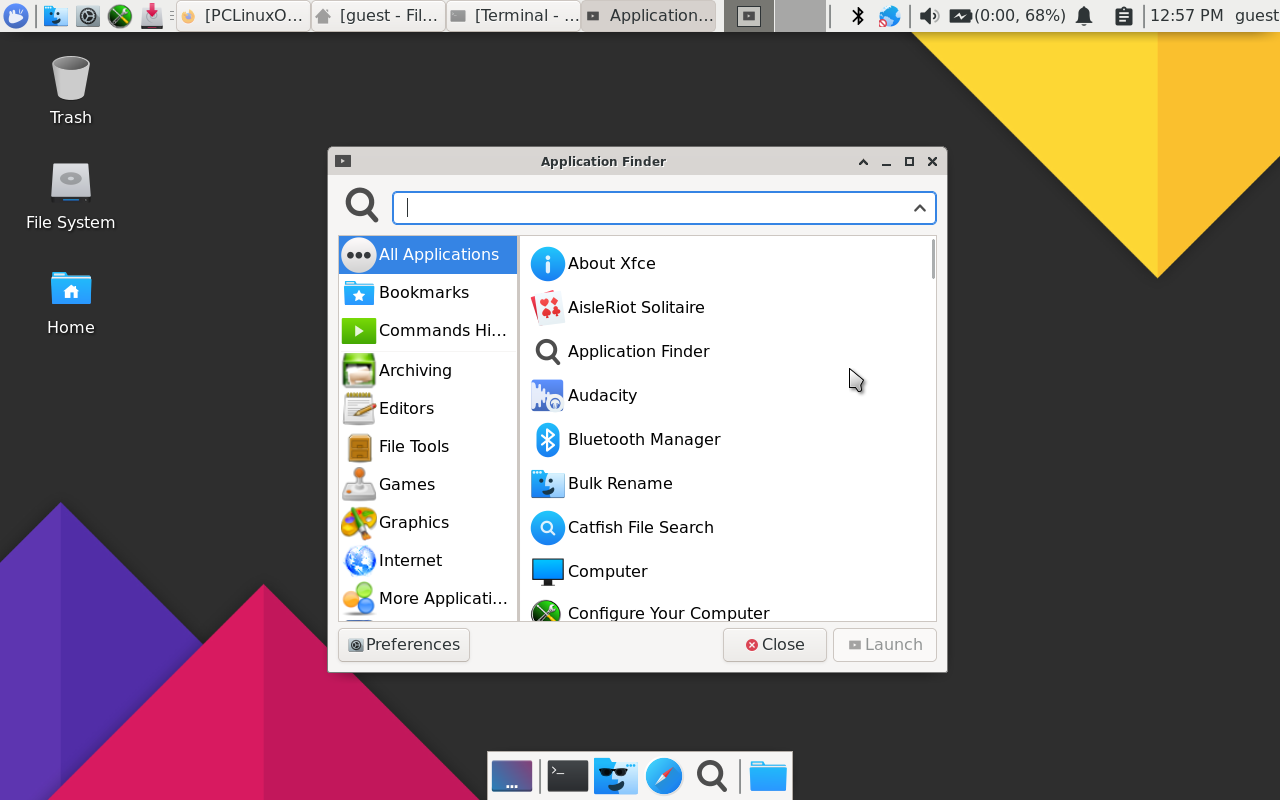 [PCLinuxO... [guest - Fil... [Terminal - ... Application... (0:00, 68%) 12:57 PM guest
Trash
File System
Home
Application Finder
All Applications
Bookmarks
Commands Hi...
Archiving
Editors
File Tools
Games
Graphics
Internet
More Applicati...
About Xfce
AisleRiot Solitaire
Application Finder
Audacity
Bluetooth Manager
Bulk Rename
Catfish File Search
Computer
Configure Your Computer
Preferences
Close
Launch